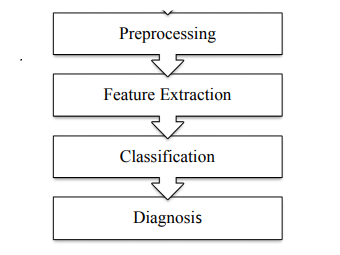 Preprocessing
Feature Extraction
Classification
Diagnosis